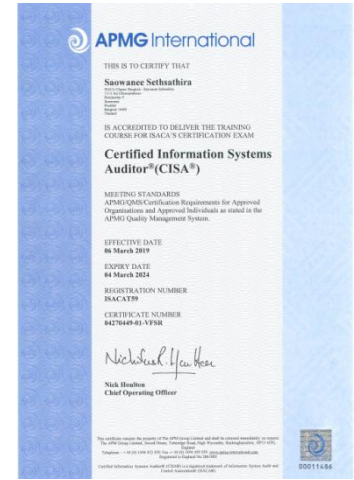 APMG International
THIS IS TO CERTIFY THAT
Saowanee Sethsathira
IS ACCREDITED TO DELIVER THE TRAINING
COURSE FOR ISACA'S CERTIFICATION EXAM
Certified Information Systems
Auditor®(CISA®)
MEETING STANDARDS
APMG/QMS/Certification Requirements for Approved
Organisations and Approved Individuals as stated in the
APMG Quality Management System.
EFFECTIVE DATE
06 March 2019
EXPIRY DATE
04 March 2024
REGISTRATION NUMBER
ISACAT59
CERTIFICATE NUMBER
04270449-01-VFSR
Nick Houlton
Chief Operating Officer
00011486